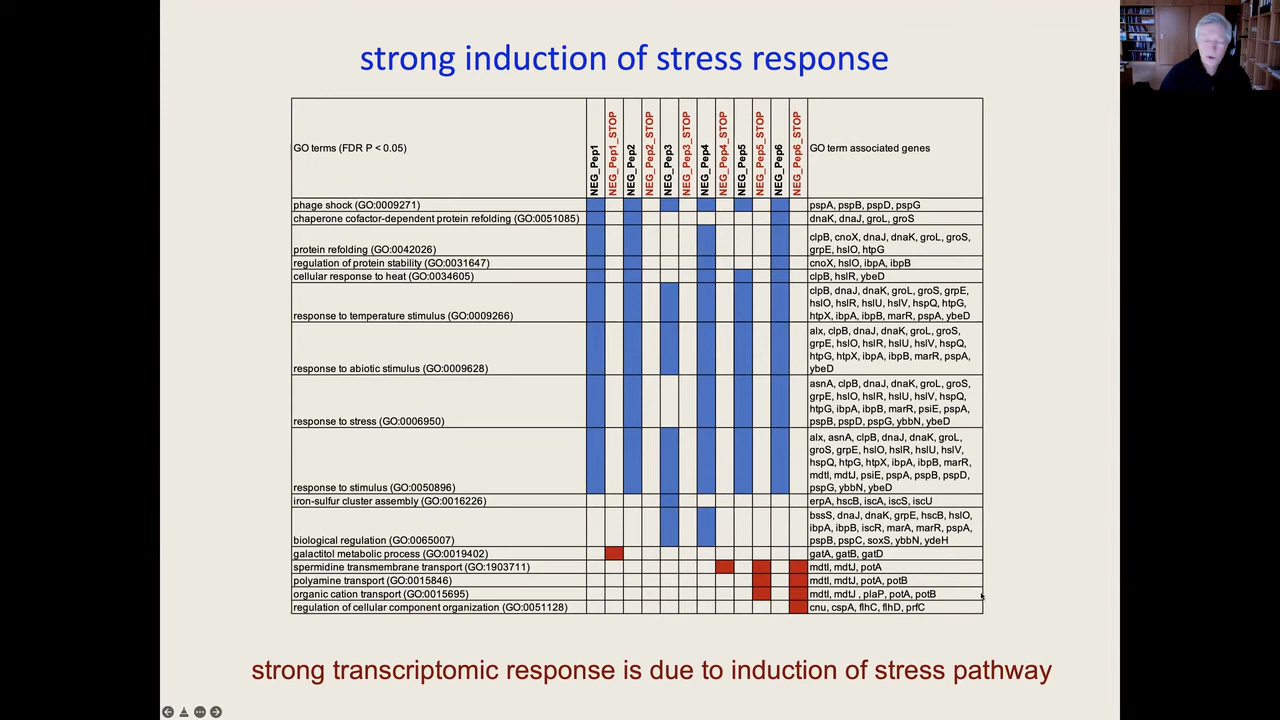 strong induction of stress response
GO terms (FDR P < 0.05)
NEG_Pep1
NEG_Pep1_STOP
NEG_Pep2
NEG_Pep2_STOP
NEG_Pep3
NEG_Pep3_STOP
NEG_Pep4
NEG_Pep4_STOP
NEG_Pep5
NEG_Pep5_STOP
NEG_Pep6
NEG_Pep6_STOP
GO term associated genes
phage shock (GO:0009271)
pspA, pspB, pspD, pspG
chaperone cofactor-dependent protein refolding (GO:0051085)
dnaK, dnaJ, groL, groS
protein refolding (GO:0042026)
clpB, cnoX, dnaJ, dnaK, groL, groS,
grpE, hslO, htpG
regulation of protein stability (GO:0031647)
cnoX, hslO, ibpA, ibpB
cellular response to heat (GO:0034605)
clpB, hslR, ybeD
response to temperature stimulus (GO:0009266)
clpB, dnaJ, dnaK, groL, groS, grpE,
hslO, hslR, hslU, hslV, hspQ, htpG,
htpX, ibpA, ibpB, marR, pspA, ybeD
response to abiotic stimulus (GO:0009628)
alx, clpB, dnaJ, dnaK, groL, groS,
grpE, hslO, hslR, hslU, hslV, hspQ,
htpG, htpX, ibpA, ibpB, marR, pspA,
ybeD
response to stress (GO:0006950)
asnA, clpB, dnaJ, dnaK, groL, groS,
grpE, hslO, hslR, hslU, hslV, hspQ,
htpG, ibpA, ibpB, marR, psiE, pspA,
pspB, pspD, pspG, ybbN, ybeD
response to stimulus (GO:0050896)
alx, asnA, clpB, dnaJ, dnaK, groL,
groS, grpE, hslO, hslR, hslU, hslV,
hspQ, htpG, htpX, ibpA, ibpB, marR,
mdtI, mdtJ, psiE, pspA, pspB, pspD,
pspG, ybbN, ybeD
iron-sulfur cluster assembly (GO:0016226)
erpA, hscB, iscA, iscS, iscU
biological regulation (GO:0065007)
bssS, dnaJ, dnaK, grpE, hscB, hslO,
ibpA, ibpB, iscR, marA, marR, pspA,
pspB, pspC, soxS, ybbN, ydeH
galactitol metabolic process (GO:0019402)
gatA, gatB, gatD
spermidine transmembrane transport (GO:1903711)
mdtI, mdtJ, potA
polyamine transport (GO:0015846)
mdtI, mdtJ, potA, potB
organic cation transport (GO:0015695)
mdtI, mdtJ , plaP, potA, potB
regulation of cellular component organization (GO:0051128)
cnu, cspA, flhC, flhD, prfC
strong transcriptomic response is due to induction of stress pathway